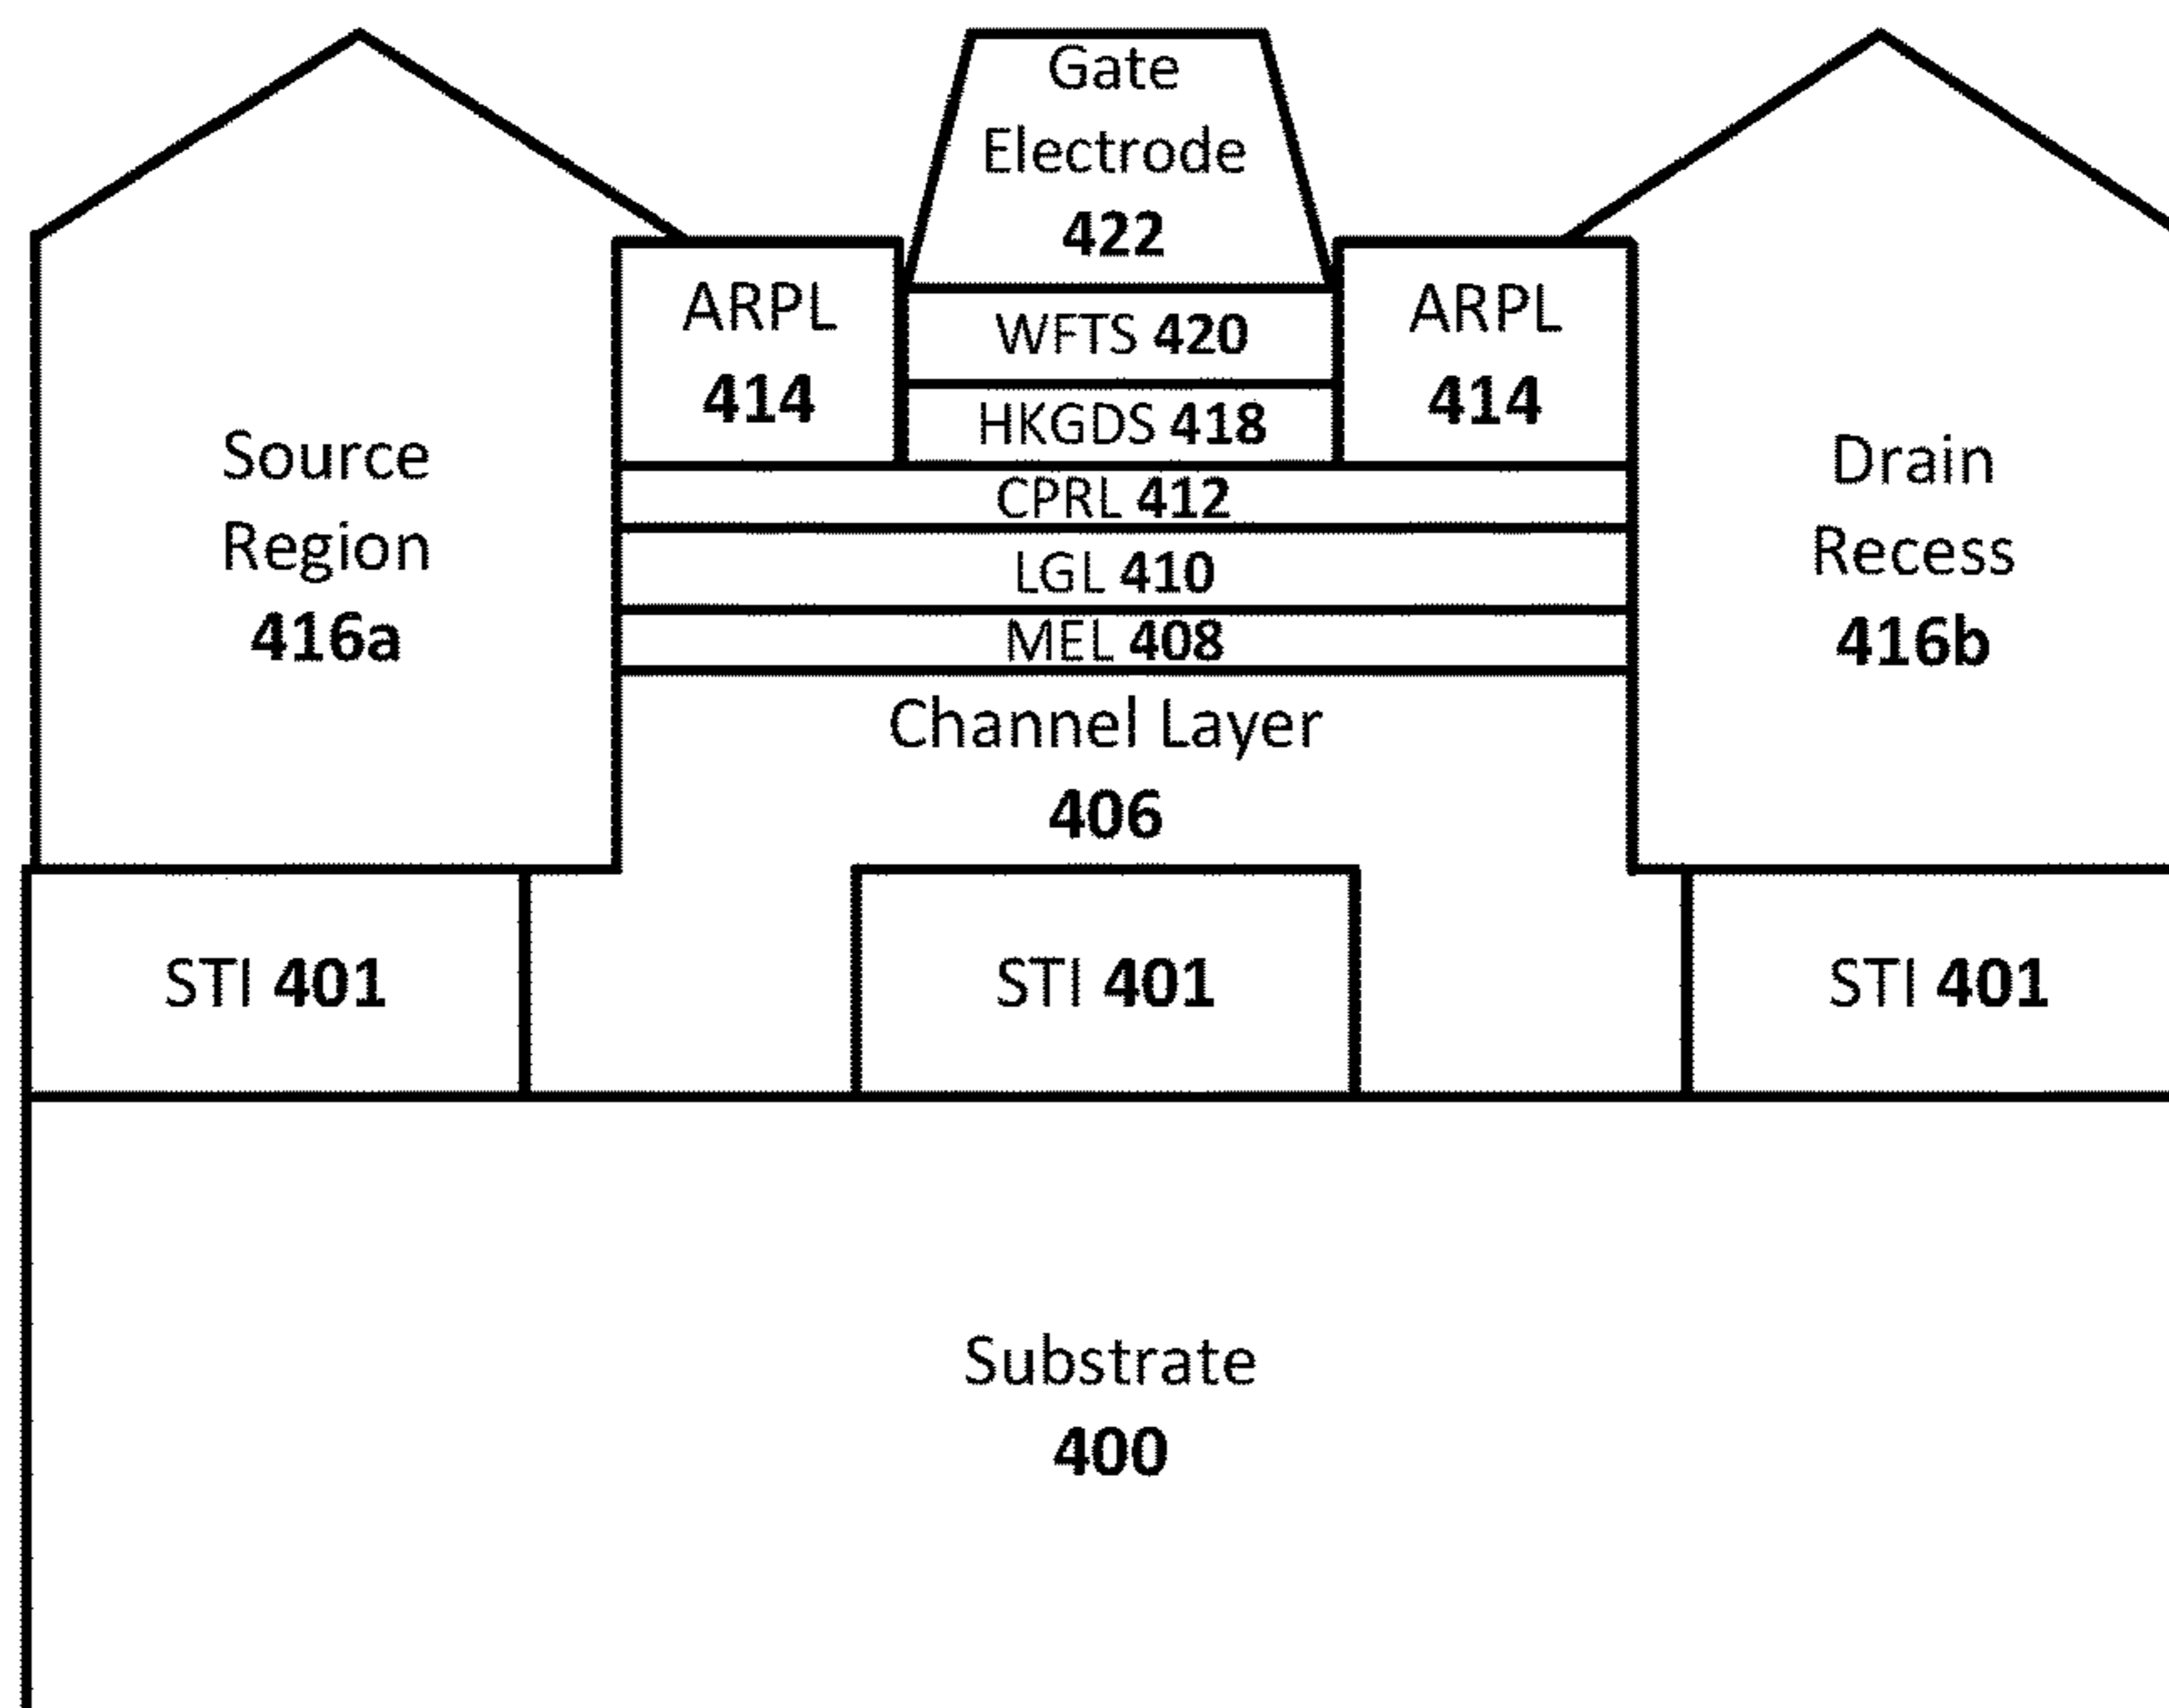 Gate
Electrode
422
ARPL
414
WFTS 420
ARPL
414
HKGDS 418
Source
Region
416a
CPRL 412
LGL 410
MEL 408
Drain
Recess
416b
Channel Layer
406
STI 401
STI 401
STI 401
Substrate
400